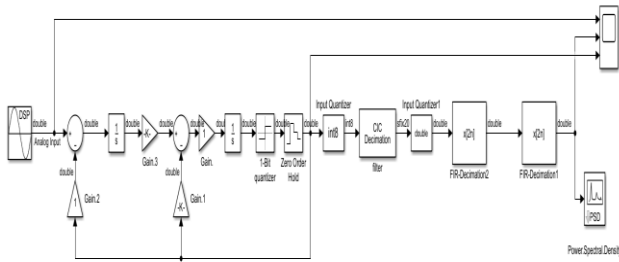 DSP
double
Analog Input
double
1
s
double
-K-
Gain.3
double
double
1
Gain.
double
1
s
double
1-Bit
quantizer
double
Zero Order
Hold
double
Input Quantizer
int8
int8
CIC
Decimation
filter
sfix20
Input Quantizer1
double
double
x[2n]
FIR-Decimation2
double
x[2n]
FIR-Decimation1
double
double
1
Gain.2
double
-K-
Gain.1
PSD
Power.Spectral.Densit